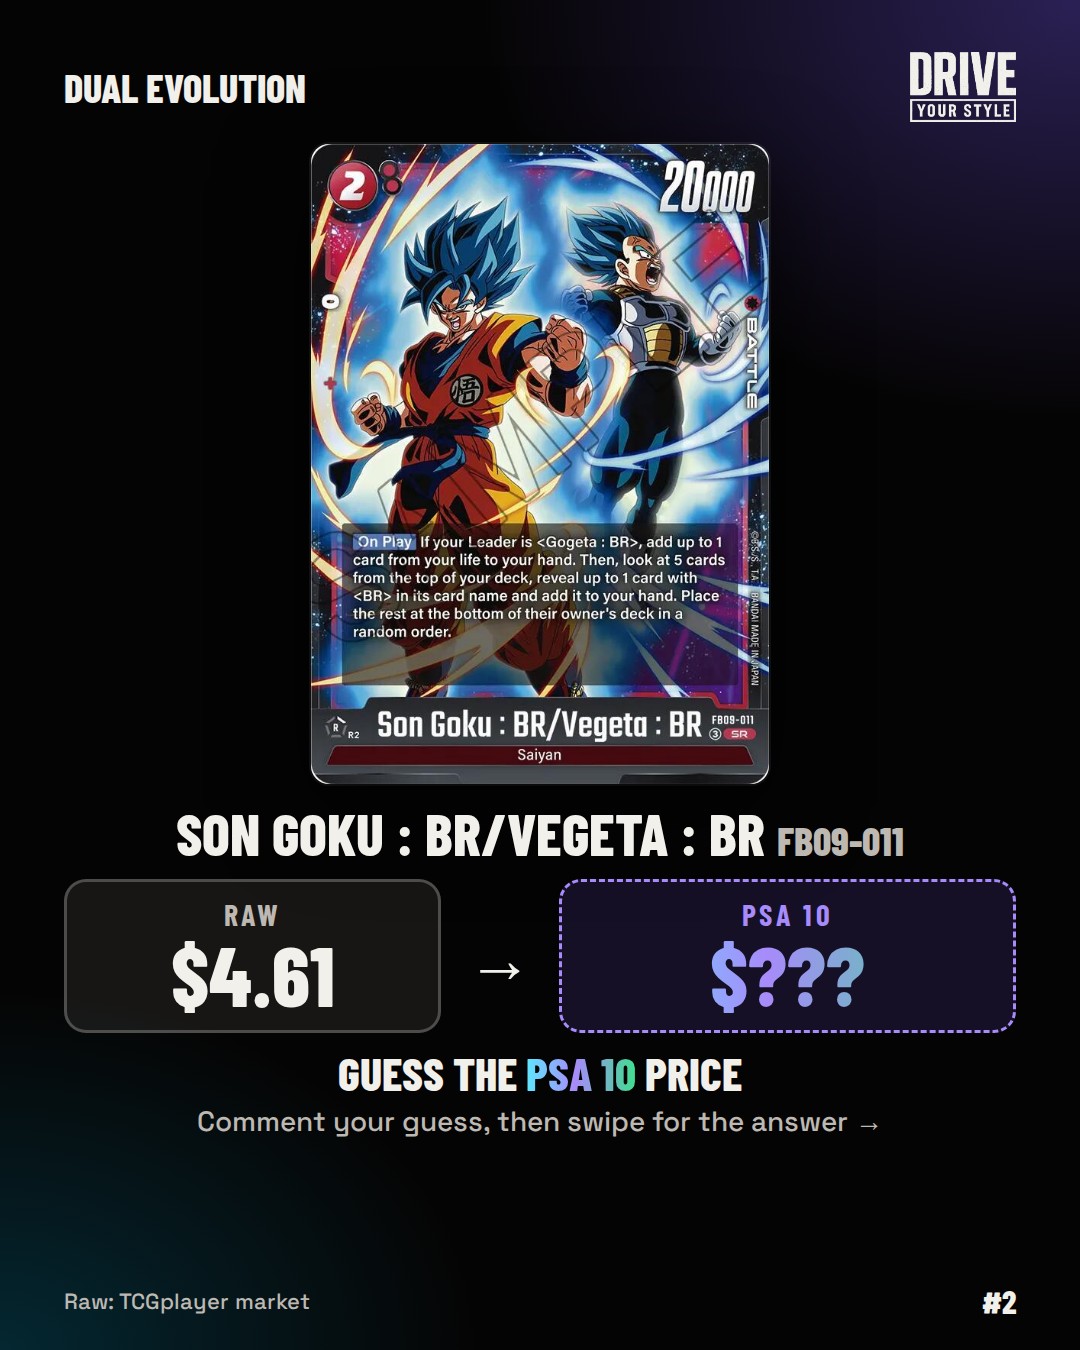 DUAL EVOLUTION
DRIVE
YOUR STYLE
2
20000
0
BATTLE
On Play If your Leader is <Gogeta : BR>, add up to 1
card from your life to your hand. Then, look at 5 cards
from the top of your deck, reveal up to 1 card with
<BR> in its card name and add it to your hand. Place
the rest at the bottom of their owner's deck in a
random order.
BANDAI MADE IN JAPAN
R
R2
Son Goku : BR/Vegeta : BR
FB09-011
3 SR
Saiyan
SON GOKU : BR/VEGETA : BR FB09-011
RAW
$4.61
→
PSA 10
$???
GUESS THE PSA 10 PRICE
Comment your guess, then swipe for the answer →
Raw: TCGplayer market
#2